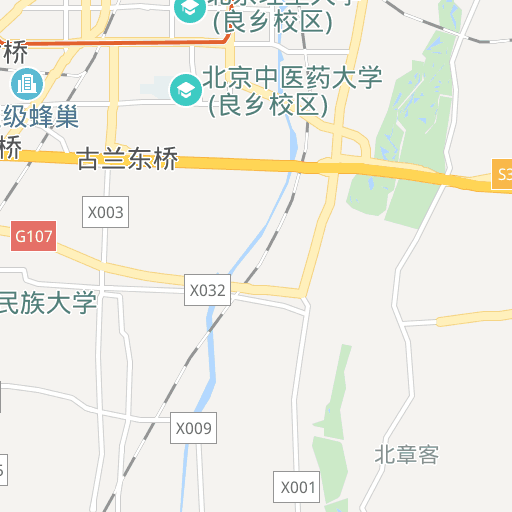 (良乡校区)
桥
北京中医药大学
(良乡校区)
级蜂巢
桥
古兰东桥
X003
G107
X032
民族大学
X009
北章客
X001